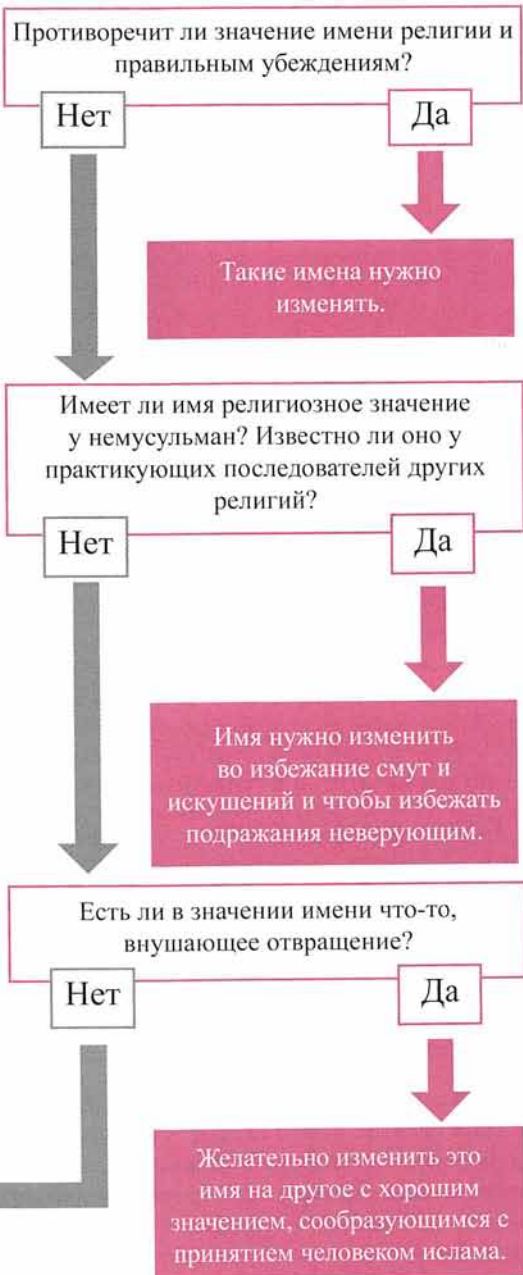 Противоречит ли значение имени религии и
правильным убеждениям?
Нет
Да
Такие имена нужно
изменять.
Имеет ли имя религиозное значение
у немусульман? Известно ли оно у
практикующих последователей других
религий?
Нет
Да
Имя нужно изменить
во избежание смут и
искушений и чтобы избежать
подражания неверующим.
Есть ли в значении имени что-то,
внушающее отвращение?
Нет
Да
Желательно изменить это
имя на другое с хорошим
значением, сообразующимся с
принятием человеком ислама.